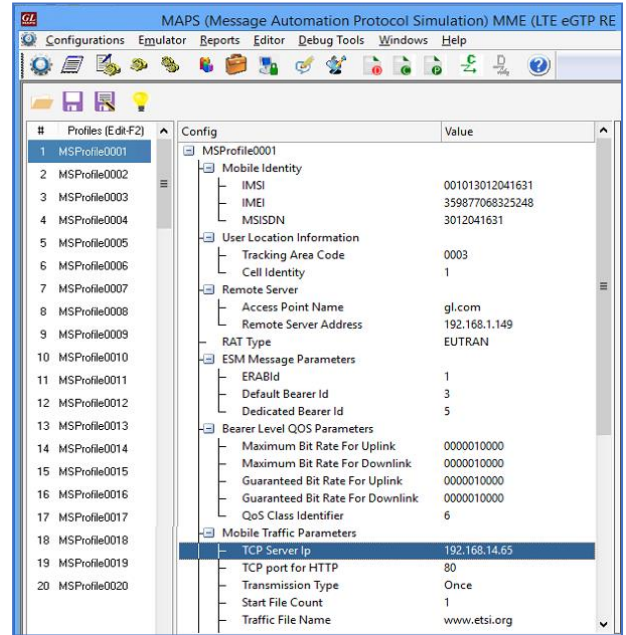 GL
MAPS (Message Automation Protocol Simulation) MME (LTE eGTP RE
Configurations Emulator Reports Editor Debug Tools Windows Help
# Profiles (Edit-F2)
1 MSProfile0001
2 MSProfile0002
3 MSProfile0003
4 MSProfile0004
5 MSProfile0005
6 MSProfile0006
7 MSProfile0007
8 MSProfile0008
9 MSProfile0009
10 MSProfile0010
11 MSProfile0011
12 MSProfile0012
13 MSProfile0013
14 MSProfile0014
15 MSProfile0015
16 MSProfile0016
17 MSProfile0017
18 MSProfile0018
19 MSProfile0019
20 MSProfile0020
Config Value
MSProfile0001
Mobile Identity
IMSI 001013012041631
IMEI 359877068325248
MSISDN 3012041631
User Location Information
Tracking Area Code 0003
Cell Identity 1
Remote Server
Access Point Name gl.com
Remote Server Address 192.168.1.149
RAT Type EUTRAN
ESM Message Parameters
ERABId 1
Default Bearer Id 3
Dedicated Bearer Id 5
Bearer Level QOS Parameters
Maximum Bit Rate For Uplink 0000010000
Maximum Bit Rate For Downlink 0000010000
Guaranteed Bit Rate For Uplink 0000010000
Guaranteed Bit Rate For Downlink 0000010000
QoS Class Identifier 6
Mobile Traffic Parameters
TCP Server Ip 192.168.14.65
TCP port for HTTP 80
Transmission Type Once
Start File Count 1
Traffic File Name www.etsi.org